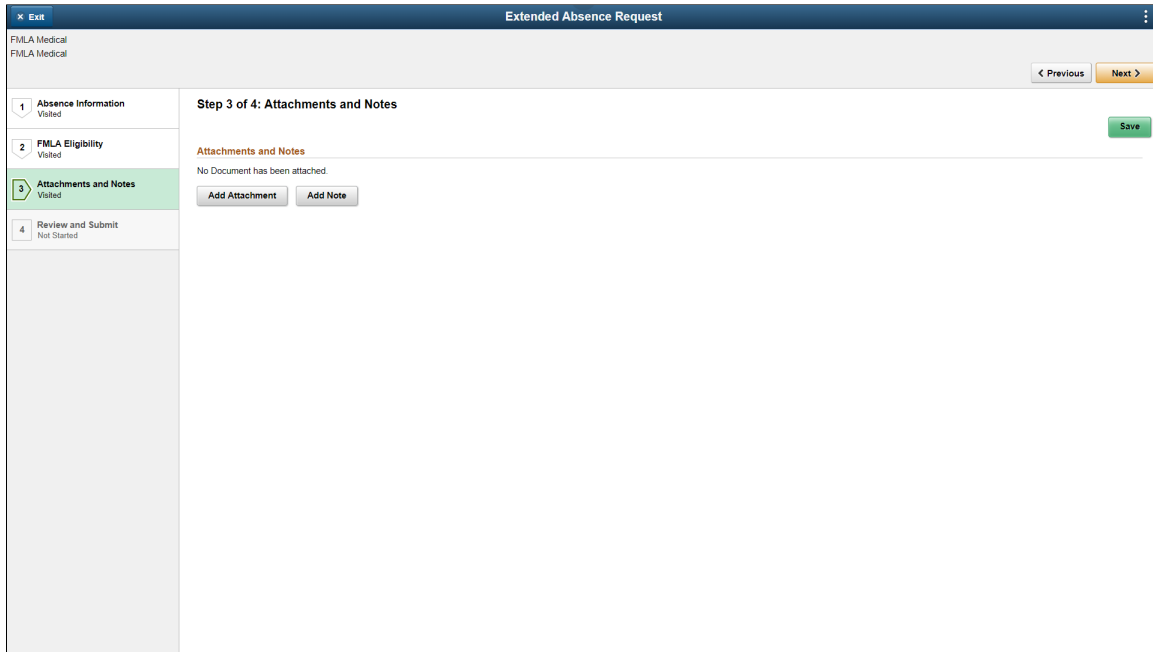 × Exit
Extended Absence Request
FMLA Medical
FMLA Medical
Previous
Next
1 Absence Information
Visited
2 FMLA Eligibility
Visited
3 Attachments and Notes
Visited
4 Review and Submit
Not Started
Step 3 of 4: Attachments and Notes
Save
Attachments and Notes
No Document has been attached.
Add Attachment
Add Note